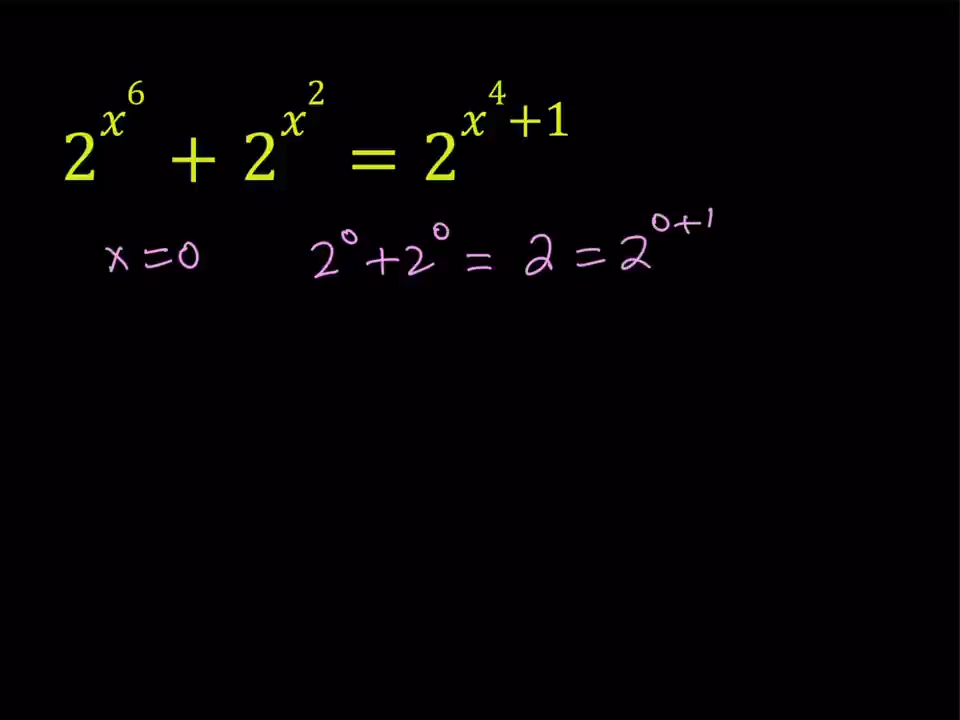 2^{x^6} + 2^{x^2} = 2^{x^4+1}
x=0 2^0+2^0 = 2 = 2^{0+1}